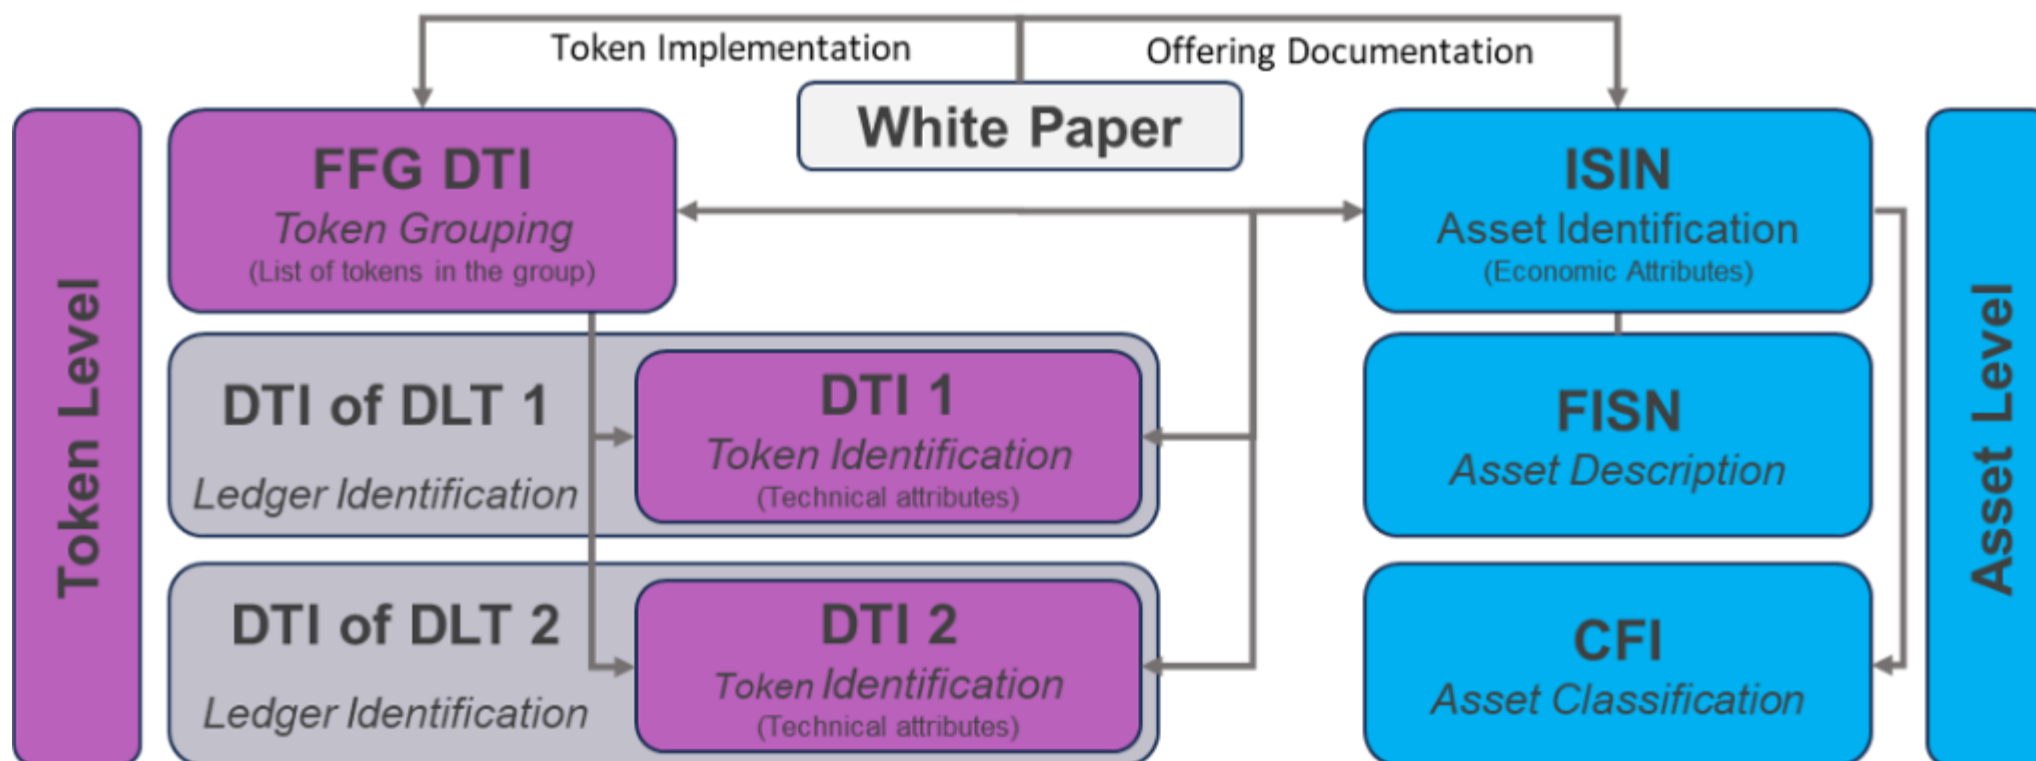 Token Implementation
Offering Documentation
White Paper
Token Level
FFG DTI
Token Grouping
(List of tokens in the group)
DTI of DLT 1
Ledger Identification
DTI 1
Token Identification
(Technical attributes)
DTI of DLT 2
Ledger Identification
DTI 2
Token Identification
(Technical attributes)
ISIN
Asset Identification
(Economic Attributes)
FISN
Asset Description
CFI
Asset Classification
Asset Level